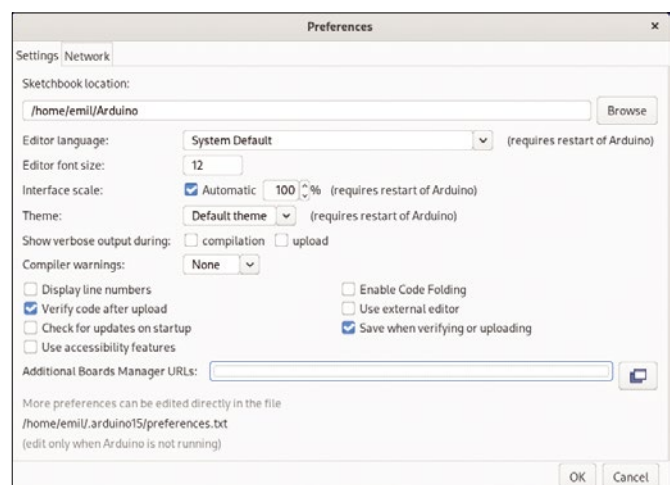 Preferences ×
Settings Network
Sketchbook location:
/home/emil/Arduino Browse
Editor language: System Default (requires restart of Arduino)
Editor font size: 12
Interface scale: Automatic 100 % (requires restart of Arduino)
Theme: Default theme (requires restart of Arduino)
Show verbose output during: compilation upload
Compiler warnings: None
Display line numbers Enable Code Folding
Verify code after upload Use external editor
Check for updates on startup Save when verifying or uploading
Use accessibility features
Additional Boards Manager URLs:
More preferences can be edited directly in the file
/home/emil/.arduino15/preferences.txt
(edit only when Arduino is not running)
OK Cancel